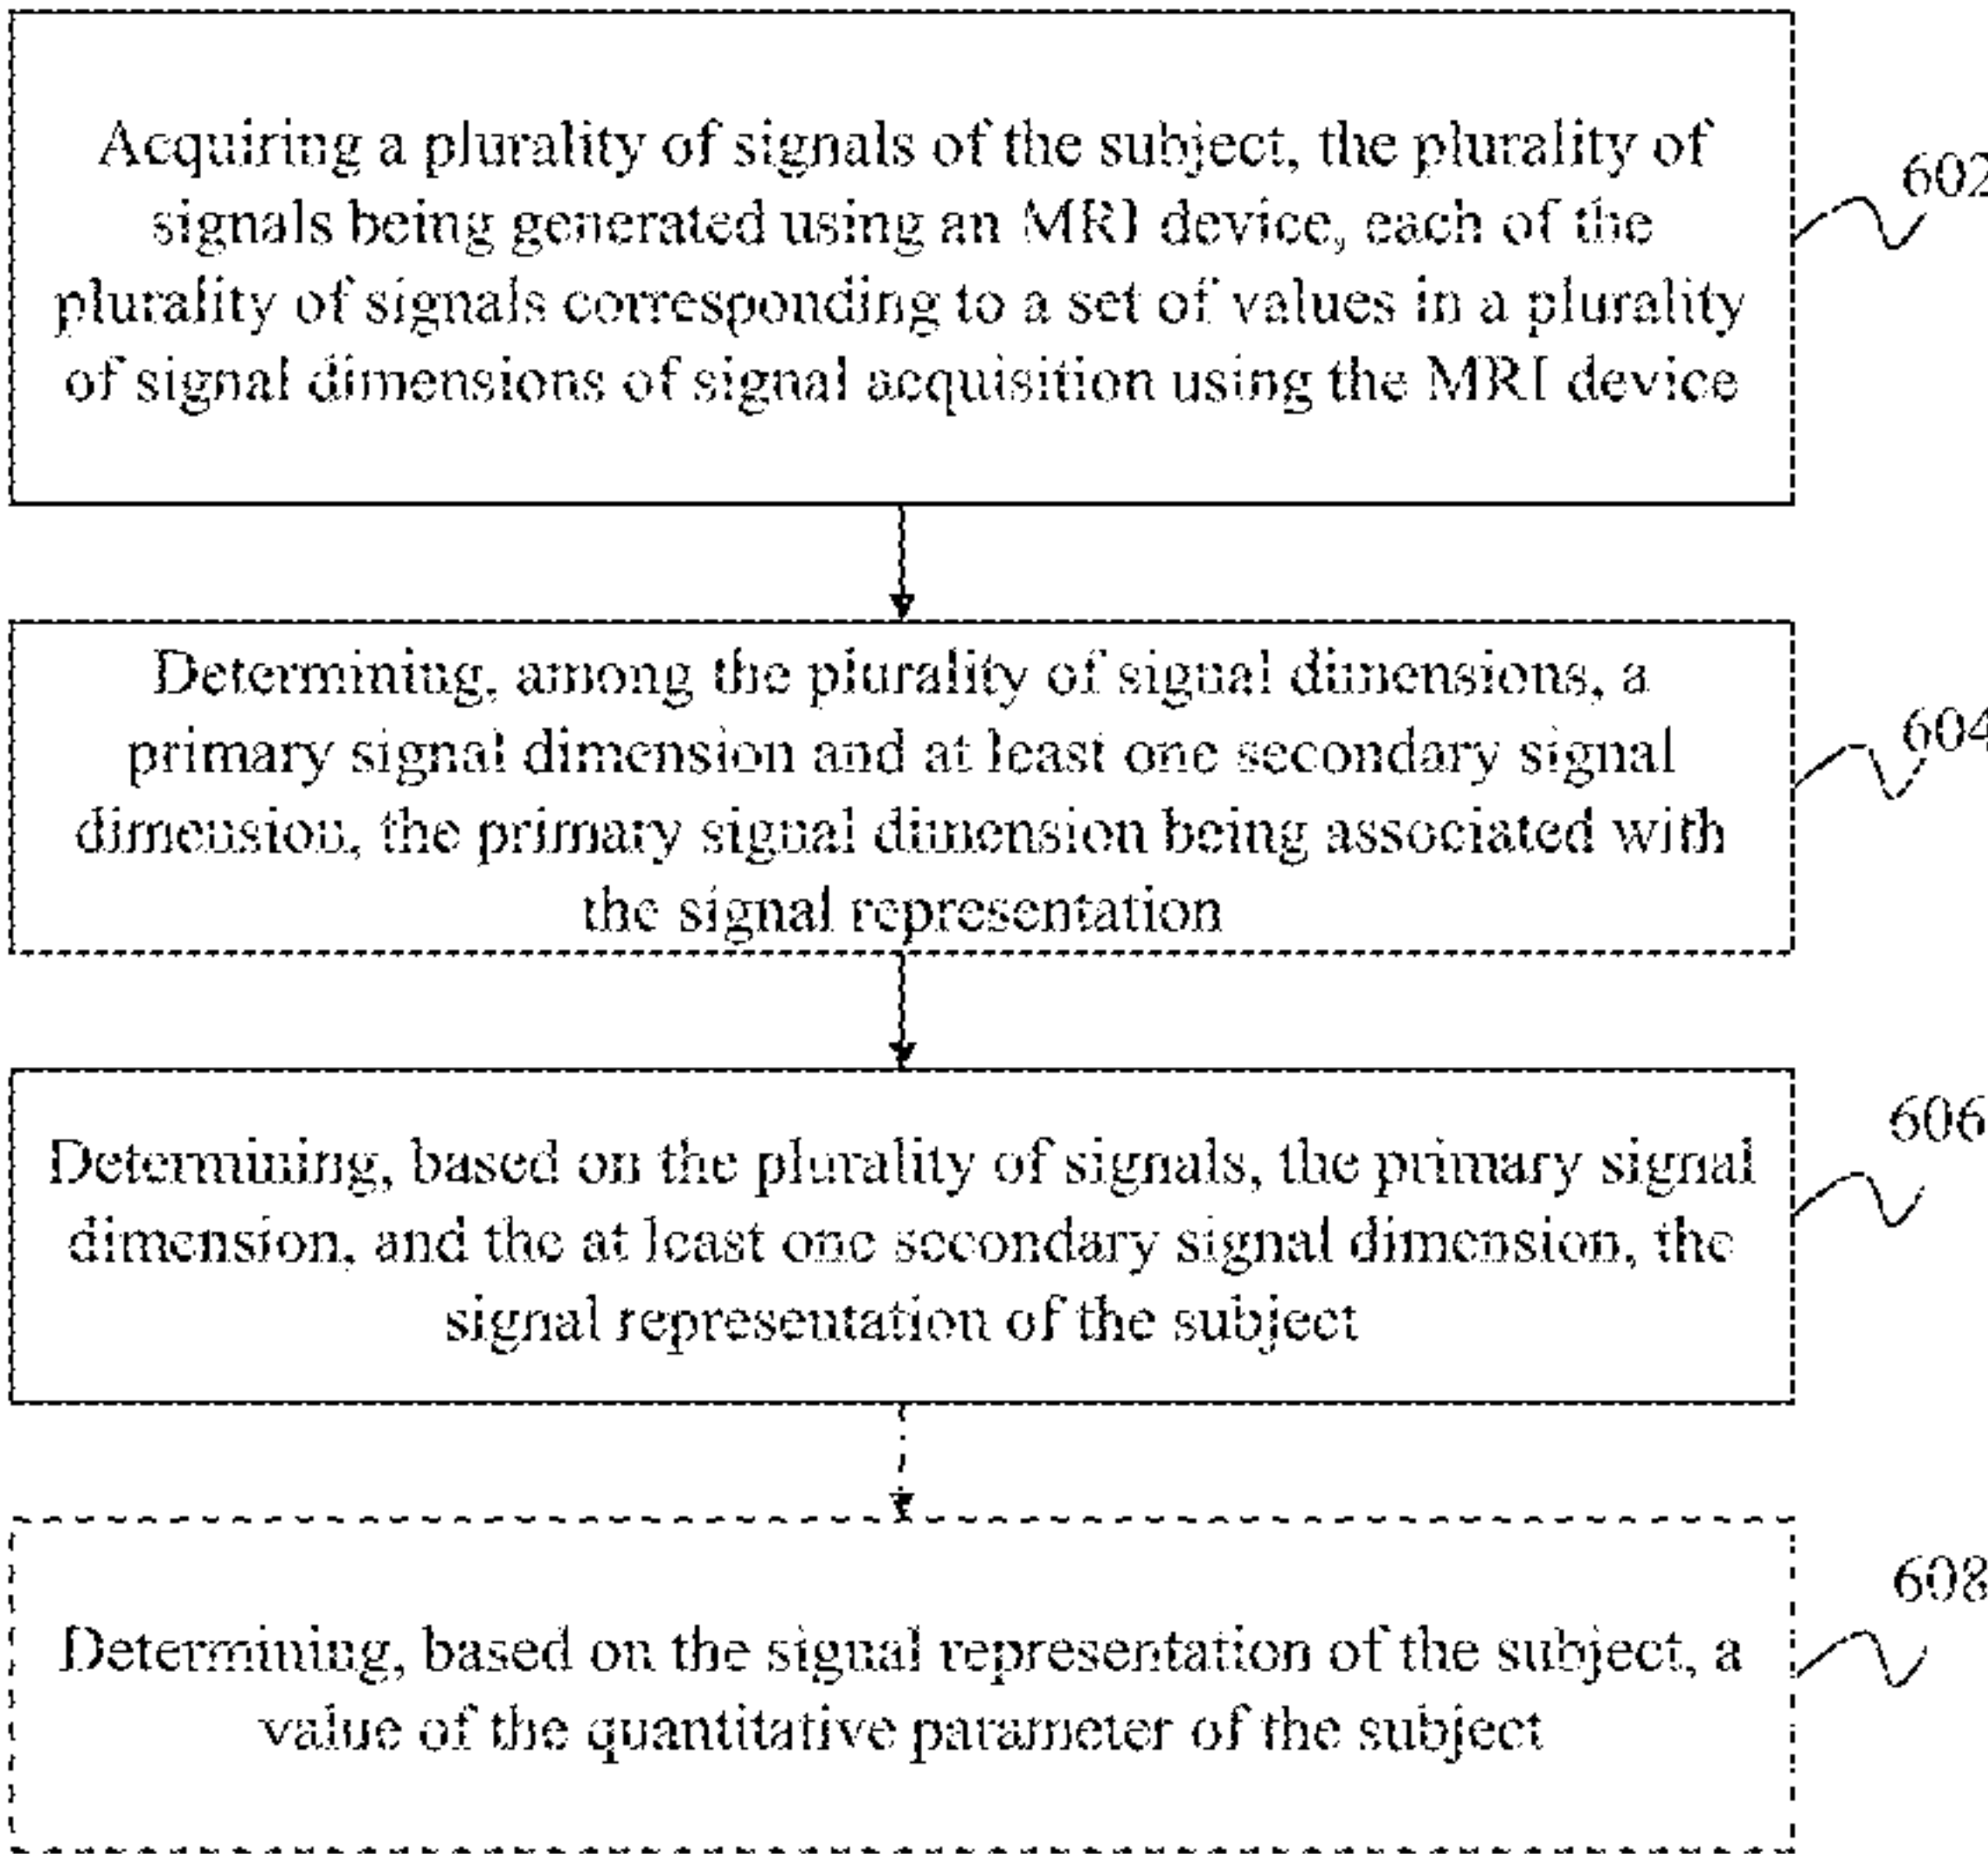 Acquiring a plurality of signals of the subject, the plurality of
signals being generated using an MRI device, each of the
plurality of signals corresponding to a set of values in a plurality
of signal dimensions of signal acquisition using the MRI device
602
Determining, among the plurality of signal dimensions, a
primary signal dimension and at least one secondary signal
dimension, the primary signal dimension being associated with
the signal representation
604
Determining, based on the plurality of signals, the primary signal
dimension, and the at least one secondary signal dimension, the
signal representation of the subject
606
Determining, based on the signal representation of the subject, a
value of the quantitative parameter of the subject
608